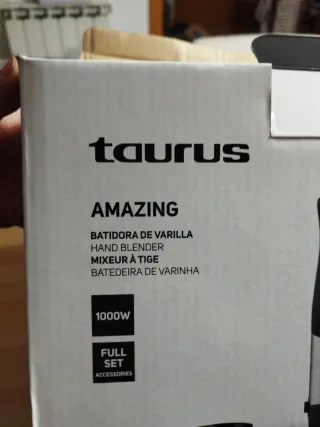 taurus
AMAZING
BATIDORA DE VARILLA
HAND BLENDER
MIXEUR À TIGE
BATEDEIRA DE VARINHA
1000W
FULL
SET
ACCESSORIES